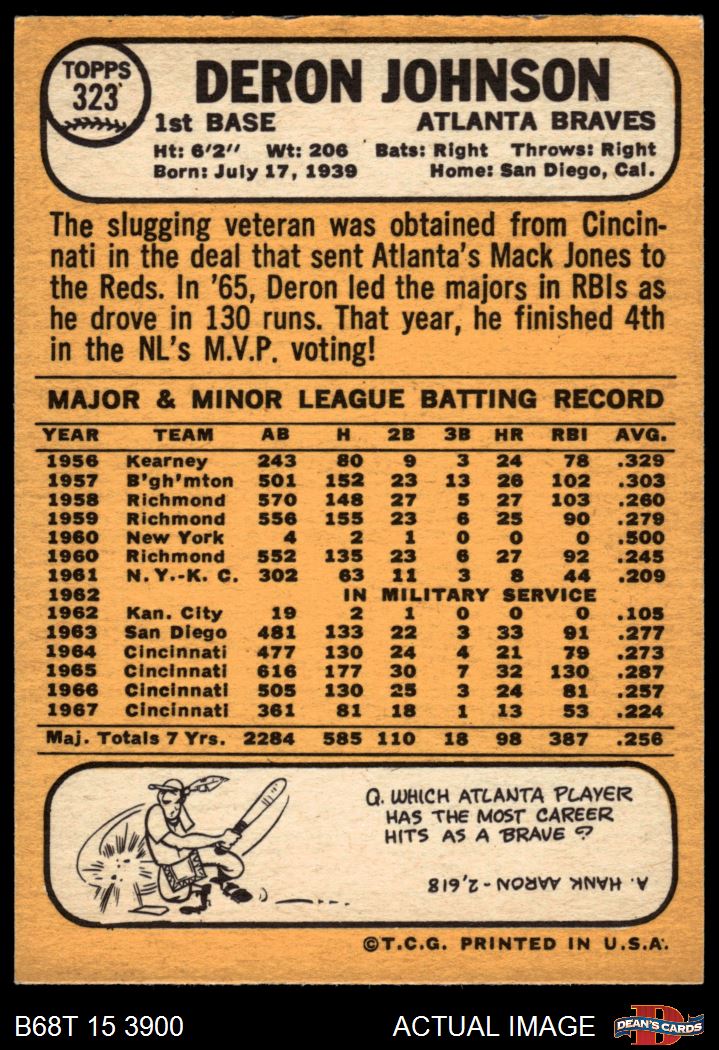 TOPPS
323
DERON JOHNSON
1st BASE ATLANTA BRAVES
Ht: 6'2" Wt: 206 Bats: Right Throws: Right
Born: July 17, 1939 Home: San Diego, Cal.
The slugging veteran was obtained from Cincin-
nati in the deal that sent Atlanta's Mack Jones to
the Reds. In '65, Deron led the majors in RBIs as
he drove in 130 runs. That year, he finished 4th
in the NL's M.V.P. voting!
MAJOR & MINOR LEAGUE BATTING RECORD
YEAR TEAM AB H 2B 3B HR RBI AVG.
1956 Kearney 243 80 9 3 24 78 .329
1957 B'gh'mton 501 152 23 13 26 102 .303
1958 Richmond 570 148 27 5 27 103 .260
1959 Richmond 556 155 23 6 25 90 .279
1960 New York 4 2 1 0 0 0 .500
1960 Richmond 552 135 23 6 27 92 .245
1961 N.Y.-K. C. 302 63 11 3 8 44 .209
1962 IN MILITARY SERVICE
1962 Kan. City 19 2 1 0 0 0 .105
1963 San Diego 481 133 22 3 33 91 .277
1964 Cincinnati 477 130 24 4 21 79 .273
1965 Cincinnati 616 177 30 7 32 130 .287
1966 Cincinnati 505 130 25 3 24 81 .257
1967 Cincinnati 361 81 18 1 13 53 .224
Maj. Totals 7 Yrs. 2284 585 110 18 98 387 .256
Q. WHICH ATLANTA PLAYER
HAS THE MOST CAREER
HITS AS A BRAVE?
A. HANK AARON-2,618
©T.C.G. PRINTED IN U.S.A.
B68T 15 3900 ACTUAL IMAGE DEAN'S CARDS